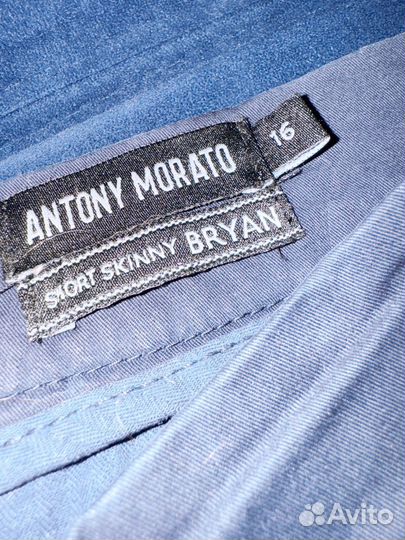 ANTONY MORATO
16
SHORT SKINNY BRYAN
Avito